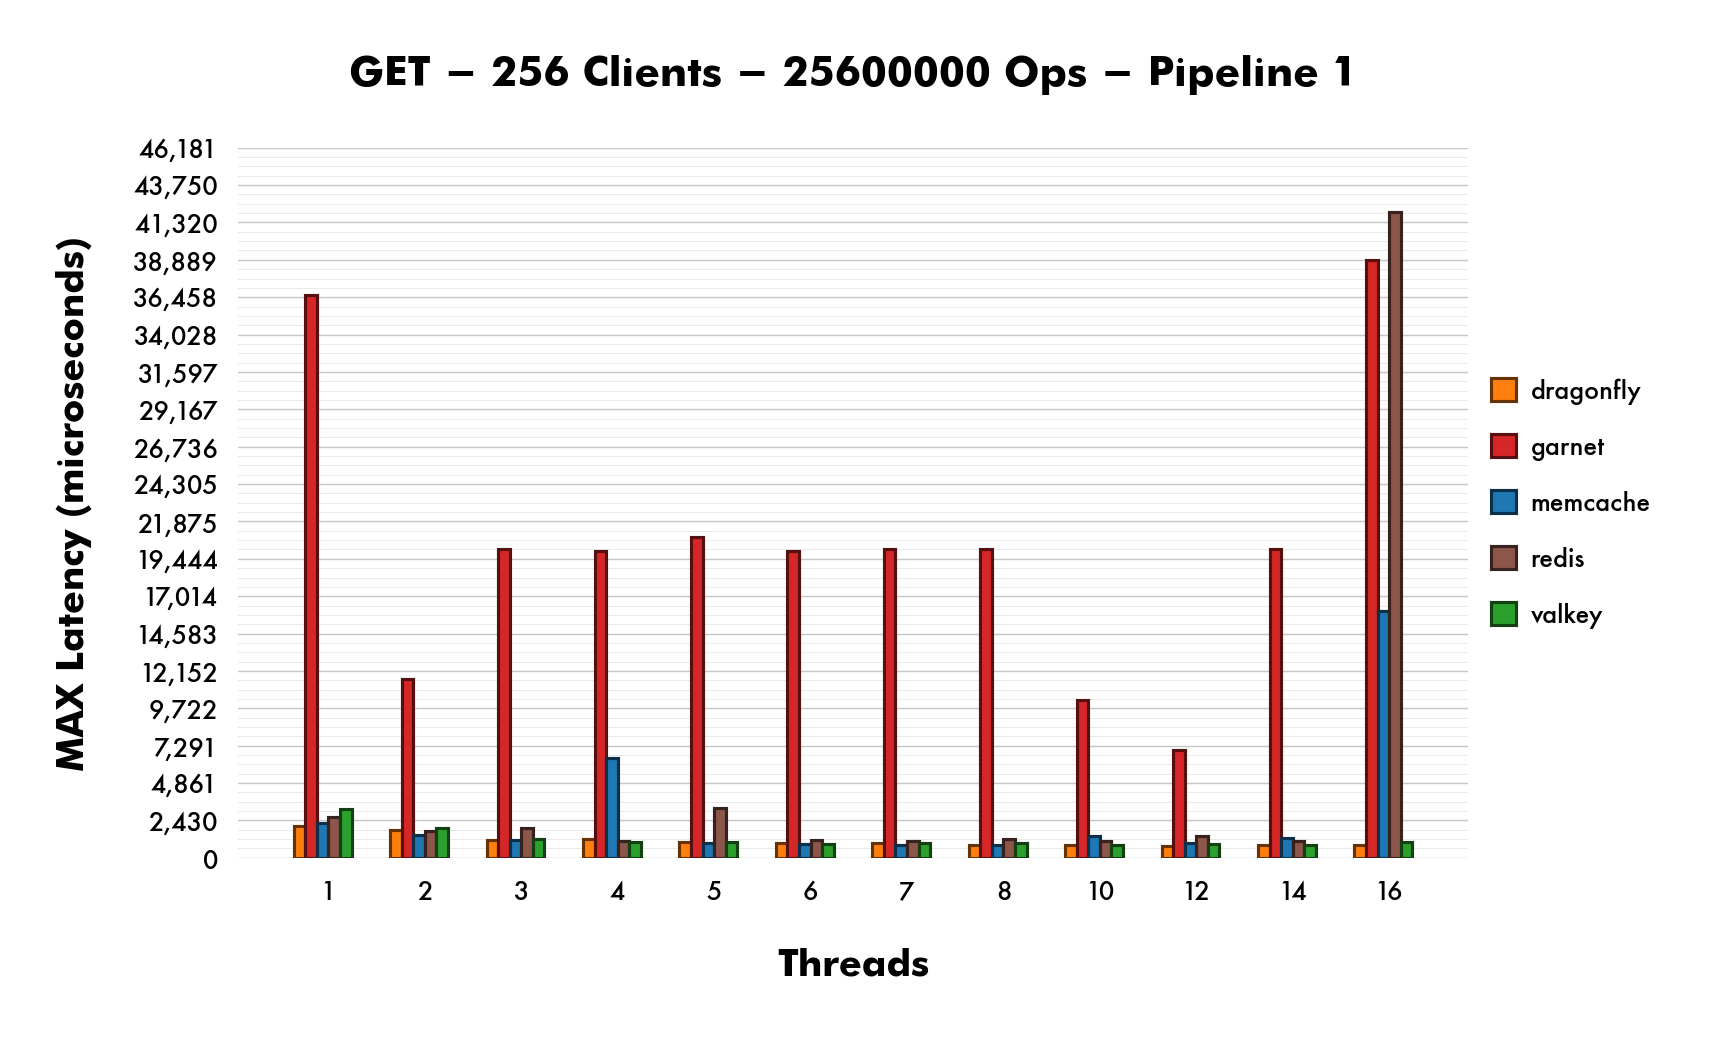 GET – 256 Clients – 25600000 Ops – Pipeline 1
MAX Latency (microseconds)
46,181
43,750
41,320
38,889
36,458
34,028
31,597
29,167
26,736
24,305
21,875
19,444
17,014
14,583
12,152
9,722
7,291
4,861
2,430
0
1 2 3 4 5 6 7 8 10 12 14 16
Threads
dragonfly
garnet
memcache
redis
valkey